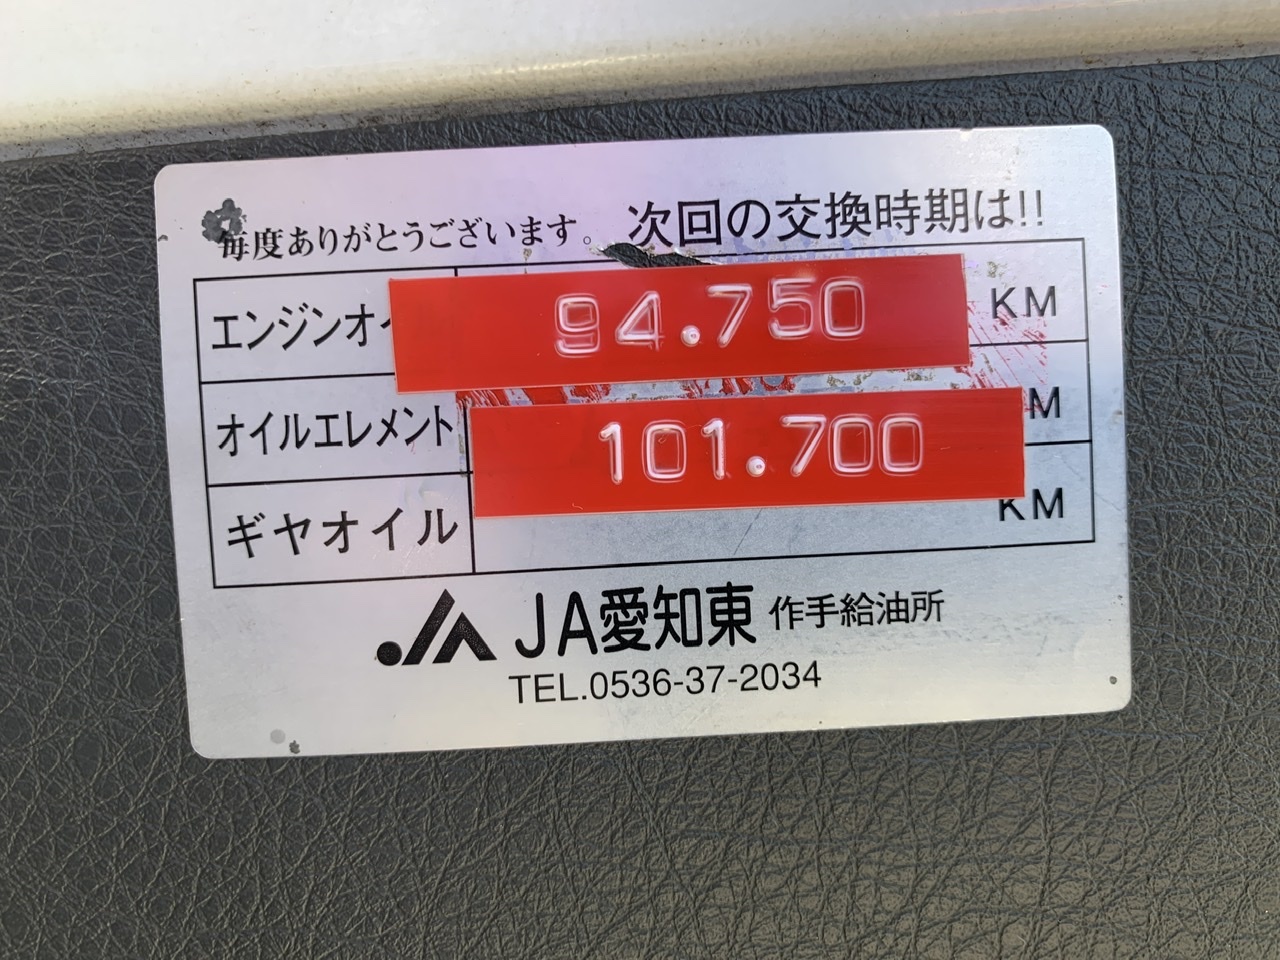 毎度ありがとうございます。 次回の交換時期は!!
エンジンオイ 94.750 KM
オイルエレメント 101.700 M
ギヤオイル KM
JA JA愛知東 作手給油所
TEL.0536-37-2034